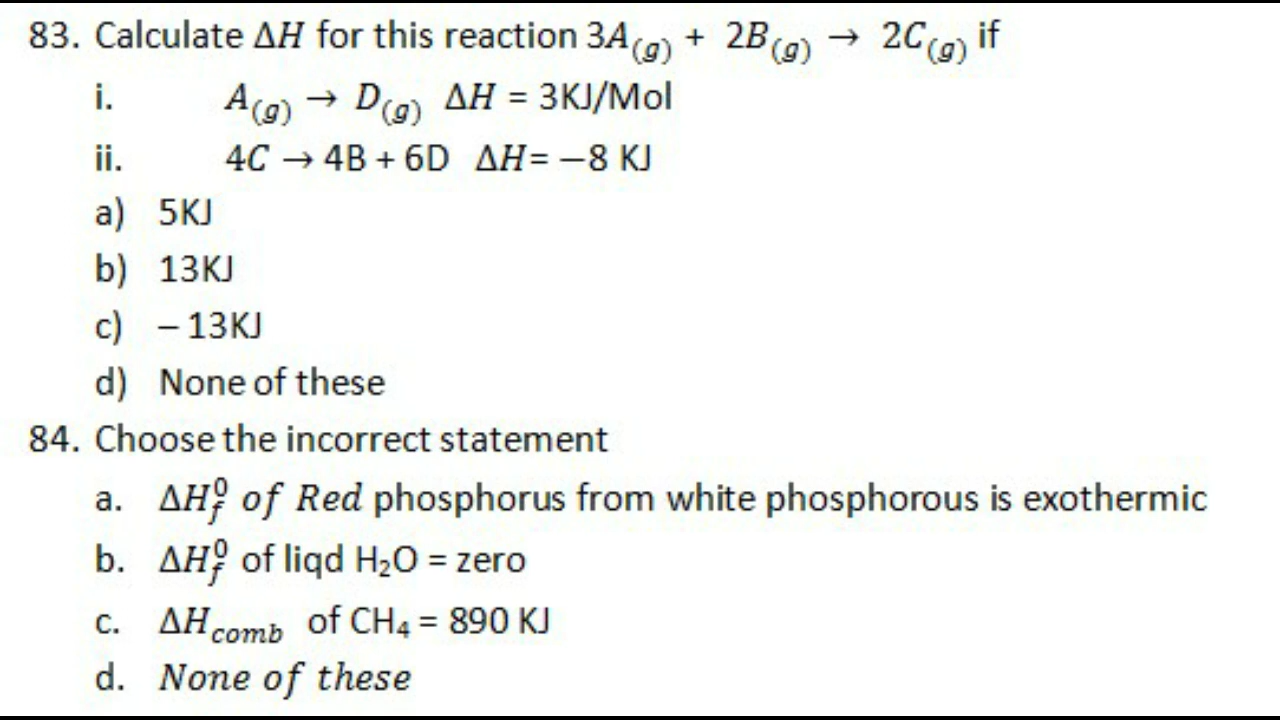 83. Calculate ΔH for this reaction 3A(g) + 2B(g) → 2C(g) if
i. A(g) → D(g) ΔH = 3KJ/Mol
ii. 4C → 4B + 6D ΔH= −8 KJ
a) 5KJ
b) 13KJ
c) – 13KJ
d) None of these
84. Choose the incorrect statement
a. ΔH⁰f of Red phosphorus from white phosphorous is exothermic
b. ΔH⁰f of liqd H₂O = zero
c. ΔHcomb of CH₄ = 890 KJ
d. None of these